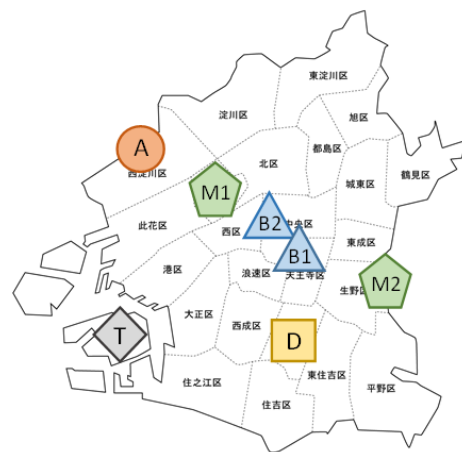 東淀川区
淀川区
旭区
都島区
A
北区
西淀川区
鶴見区
城東区
M1
此花区
B2
中央区
西区
東成区
B1
港区
浪速区
天王寺区
M2
生野区
大正区
T
西成区
D
住之江区
東住吉区
平野区
住吉区